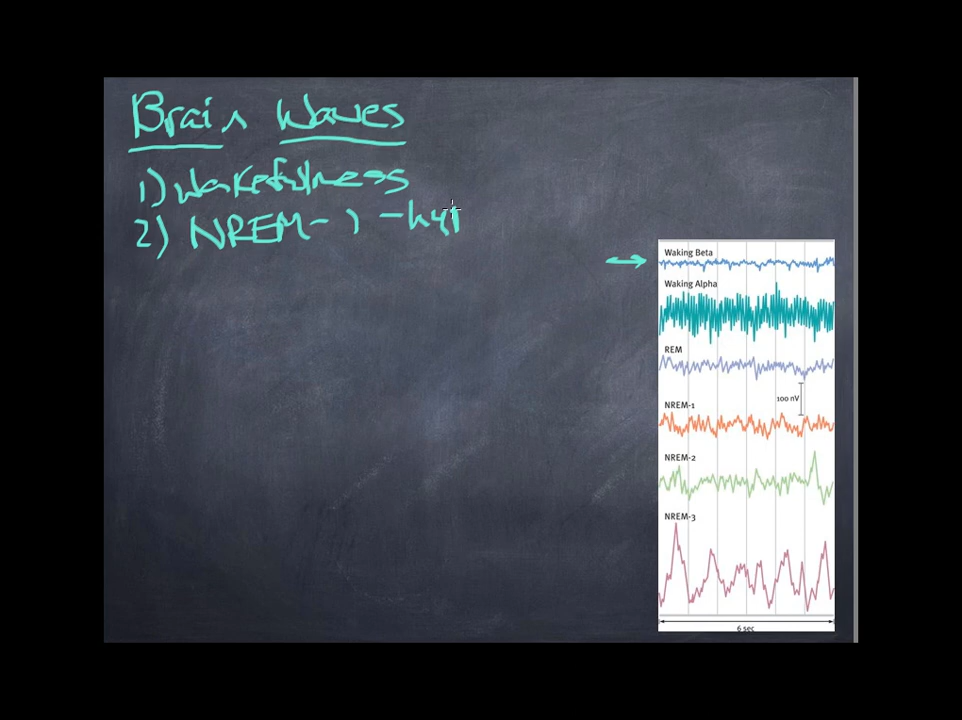 Brain Waves
1) Wakefulness
2) NREM-1 - hyp
Waking Beta
Waking Alpha
REM
100 nV
NREM-1
NREM-2
NREM-3
6 sec